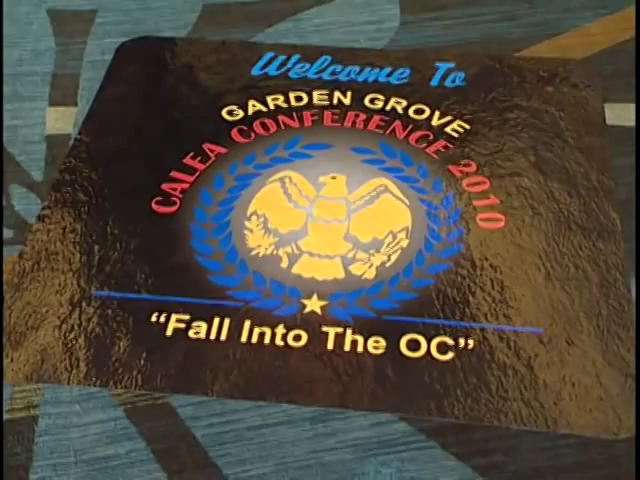 Welcome To
GARDEN GROVE
CALEA CONFERENCE 2010
“Fall Into The OC”